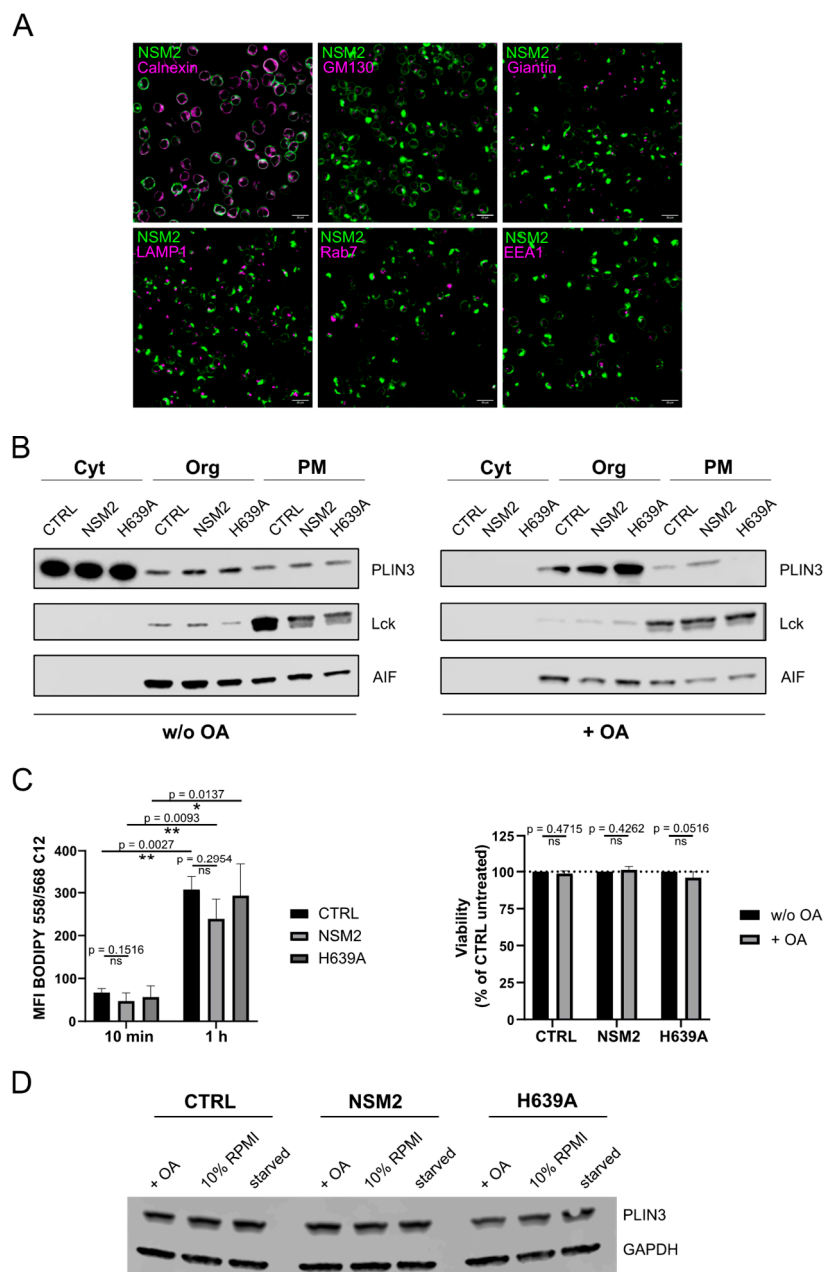 A
NSM2
Calnexin
NSM2
GM130
NSM2
Giantin
NSM2
LAMP1
NSM2
Rab7
NSM2
EEA1
B
Cyt Org PM
CTRL NSM2 H639A CTRL NSM2 H639A CTRL NSM2 H639A
PLIN3
Lck
AIF
w/o OA
Cyt Org PM
CTRL NSM2 H639A CTRL NSM2 H639A CTRL NSM2 H639A
PLIN3
Lck
AIF
+ OA
C
p = 0.0137
*
p = 0.0093
**
p = 0.0027
**
p = 0.2954
ns
p = 0.1516
ns
MFI BODIPY 558/568 C12
400
300
200
100
0
10 min 1 h
CTRL
NSM2
H639A
p = 0.4715 p = 0.4262 p = 0.0516
ns ns ns
Viability
(% of CTRL untreated)
125
100
75
50
25
0
CTRL NSM2 H639A
w/o OA
+ OA
D
CTRL NSM2 H639A
+ OA 10% RPMI starved + OA 10% RPMI starved + OA 10% RPMI starved
PLIN3
GAPDH